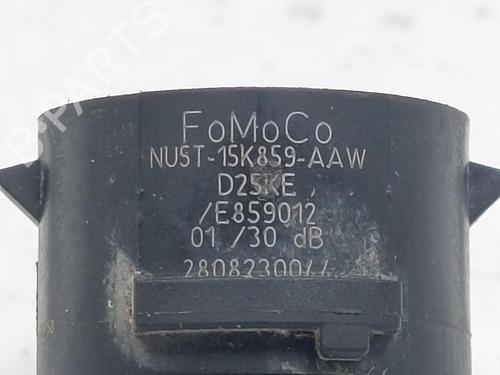 FoMoCo
NU5T-15K859-AAW
D25KE
/E859012
01 /30 dB